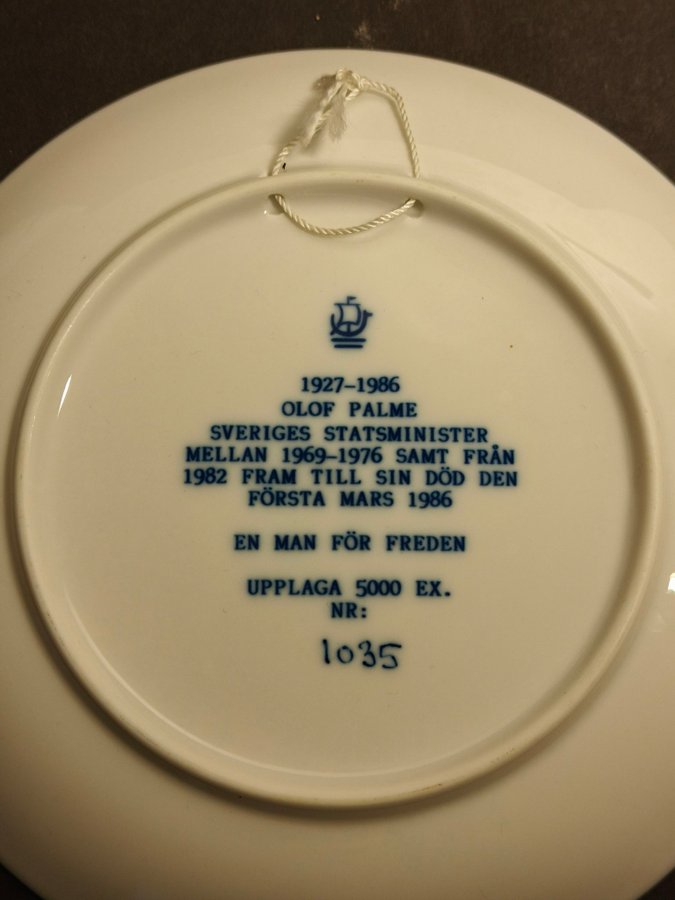 1927-1986
OLOF PALME
SVERIGES STATSMINISTER
MELLAN 1969-1976 SAMT FRÅN
1982 FRAM TILL SIN DÖD DEN
FÖRSTA MARS 1986
EN MAN FÖR FREDEN
UPPLAGA 5000 EX.
NR:
1035